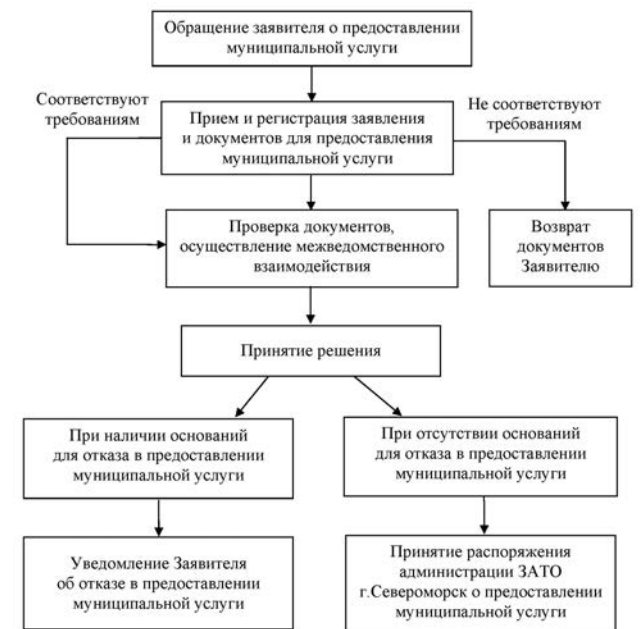 Обращение заявителя о предоставлении
муниципальной услуги
Соответствуют
требованиям
Прием и регистрация заявления
и документов для предоставления
муниципальной услуги
Не соответствуют
требованиям
Проверка документов,
осуществление межведомственного
взаимодействия
Возврат
документов
Заявителю
Принятие решения
При наличии оснований
для отказа в предоставлении
муниципальной услуги
При отсутствии оснований
для отказа в предоставлении
муниципальной услуги
Уведомление Заявителя
об отказе в предоставлении
муниципальной услуги
Принятие распоряжения
администрации ЗАТО
г.Североморск о предоставлении
муниципальной услуги